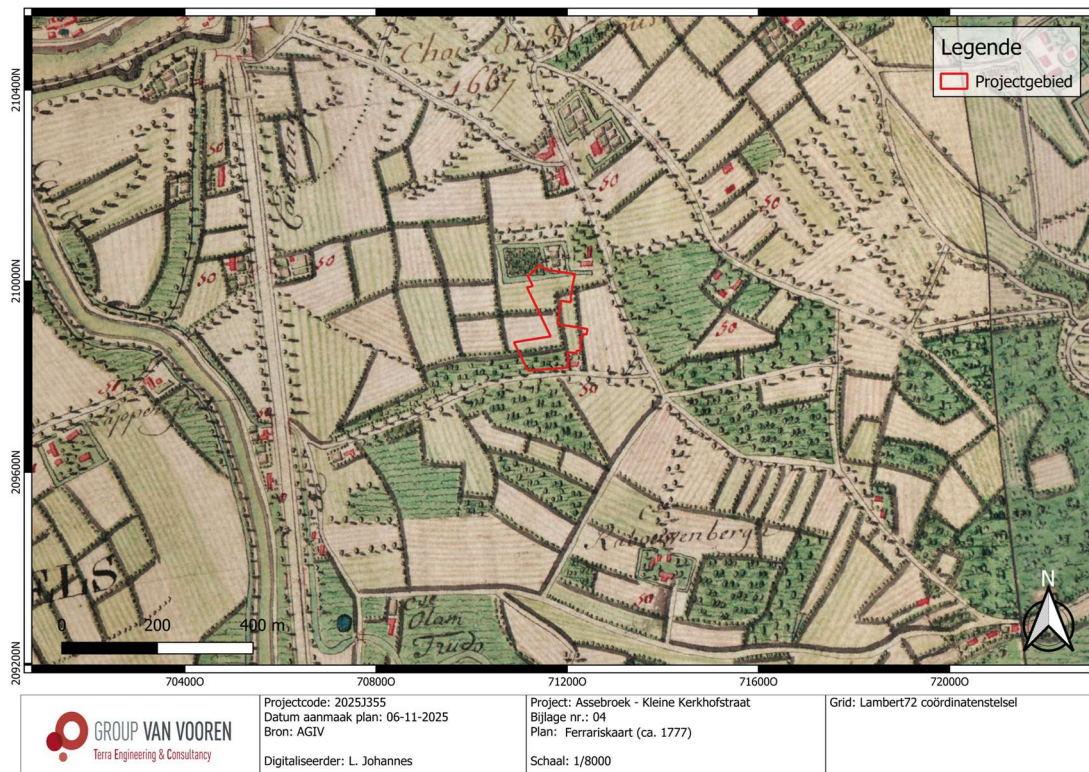 Legende
Projectgebied
210400N
210000N
209600N
209200N
1667
50
50
50
50
50
50
50
50
50
ELS
0
200
400 m
N
704000
708000
712000
716000
720000
GROUP VAN VOOREN
Terra Engineering & Consultancy
Projectcode: 2025J355
Datum aanmaak plan: 06-11-2025
Bron: AGIV
Digitaliseerder: L. Johannes
Project: Assebroek - Kleine Kerkhofstraat
Bijlage nr.: 04
Plan: Ferrariskaart (ca. 1777)
Schaal: 1/8000
Grid: Lambert72 coördinatenstelsel